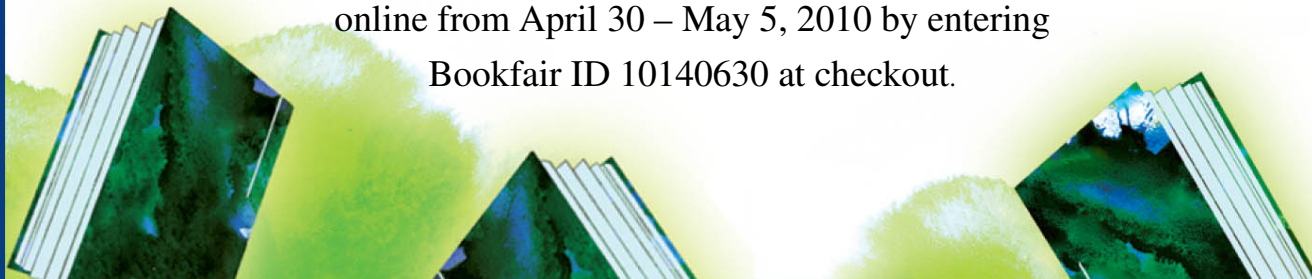 online from April 30 – May 5, 2010 by entering
Bookfair ID 10140630 at checkout.